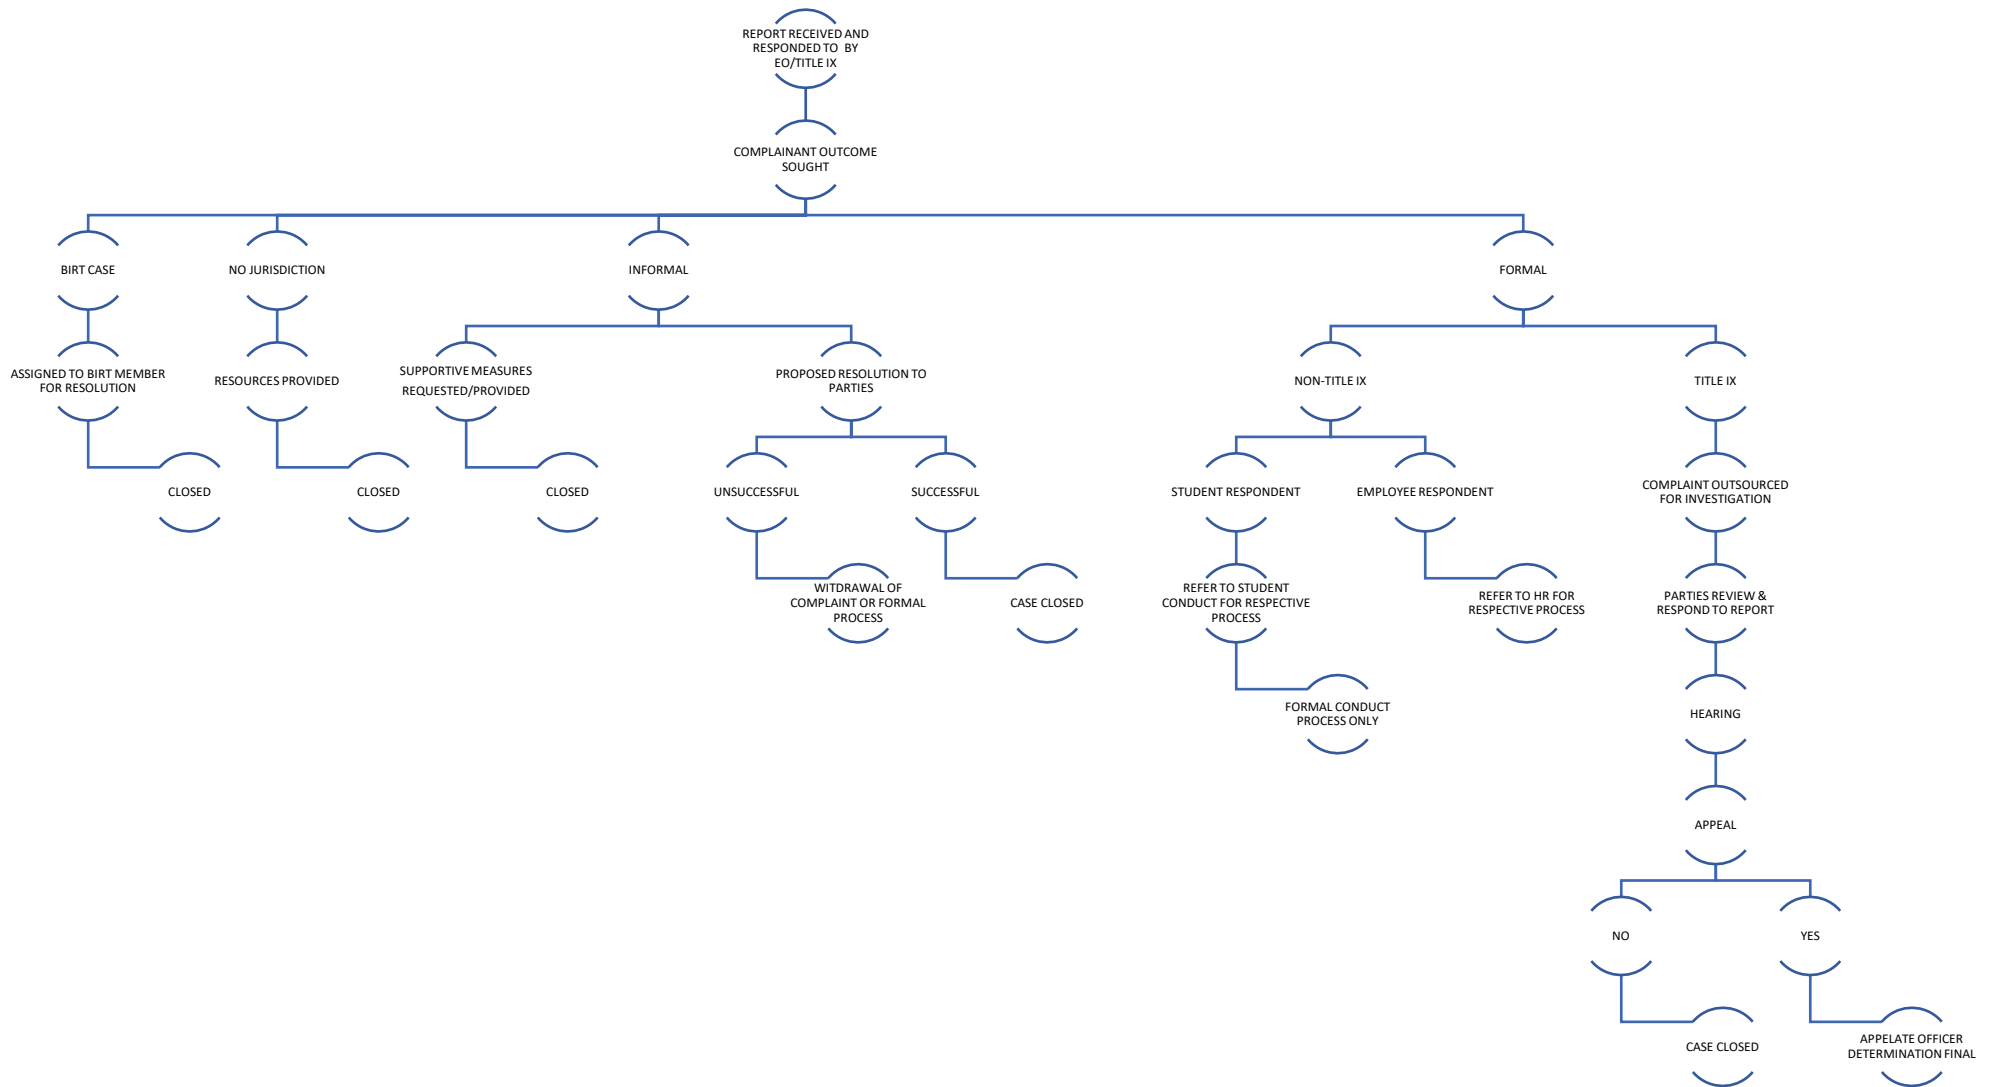 REPORT RECEIVED AND
RESPONDED TO BY
EO/TITLE IX
COMPLAINANT OUTCOME
SOUGHT
BIRT CASE
NO JURISDICTION
INFORMAL
FORMAL
ASSIGNED TO BIRT MEMBER
FOR RESOLUTION
RESOURCES PROVIDED
SUPPORTIVE MEASURES
REQUESTED/PROVIDED
PROPOSED RESOLUTION TO
PARTIES
NON-TITLE IX
TITLE IX
CLOSED
CLOSED
CLOSED
UNSUCCESSFUL
SUCCESSFUL
STUDENT RESPONDENT
EMPLOYEE RESPONDENT
COMPLAINT OUTSOURCED
FOR INVESTIGATION
WITDRAWAL OF
COMPLAINT OR FORMAL
PROCESS
CASE CLOSED
REFER TO STUDENT
CONDUCT FOR RESPECTIVE
PROCESS
REFER TO HR FOR
RESPECTIVE PROCESS
PARTIES REVIEW &
RESPOND TO REPORT
FORMAL CONDUCT
PROCESS ONLY
HEARING
APPEAL
NO
YES
CASE CLOSED
APPELATE OFFICER
DETERMINATION FINAL